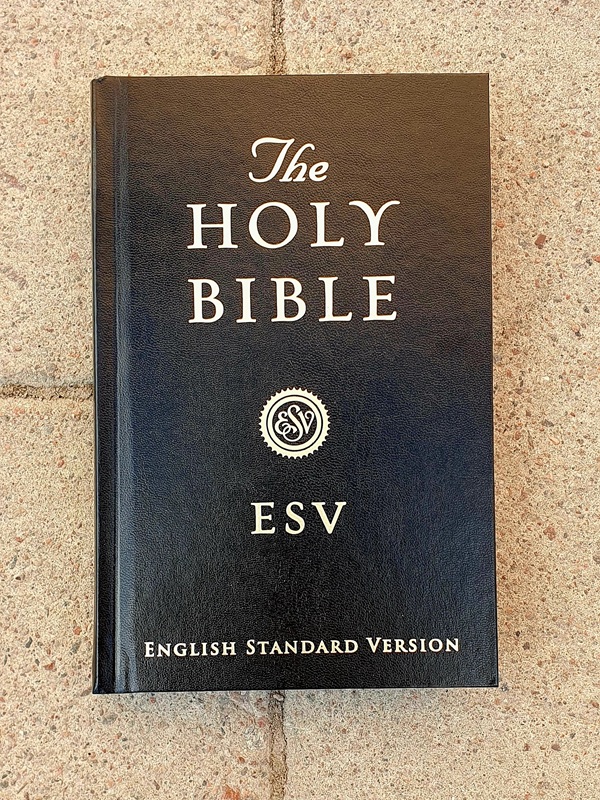 The
HOLY
BIBLE
ESV
ESV
ENGLISH STANDARD VERSION